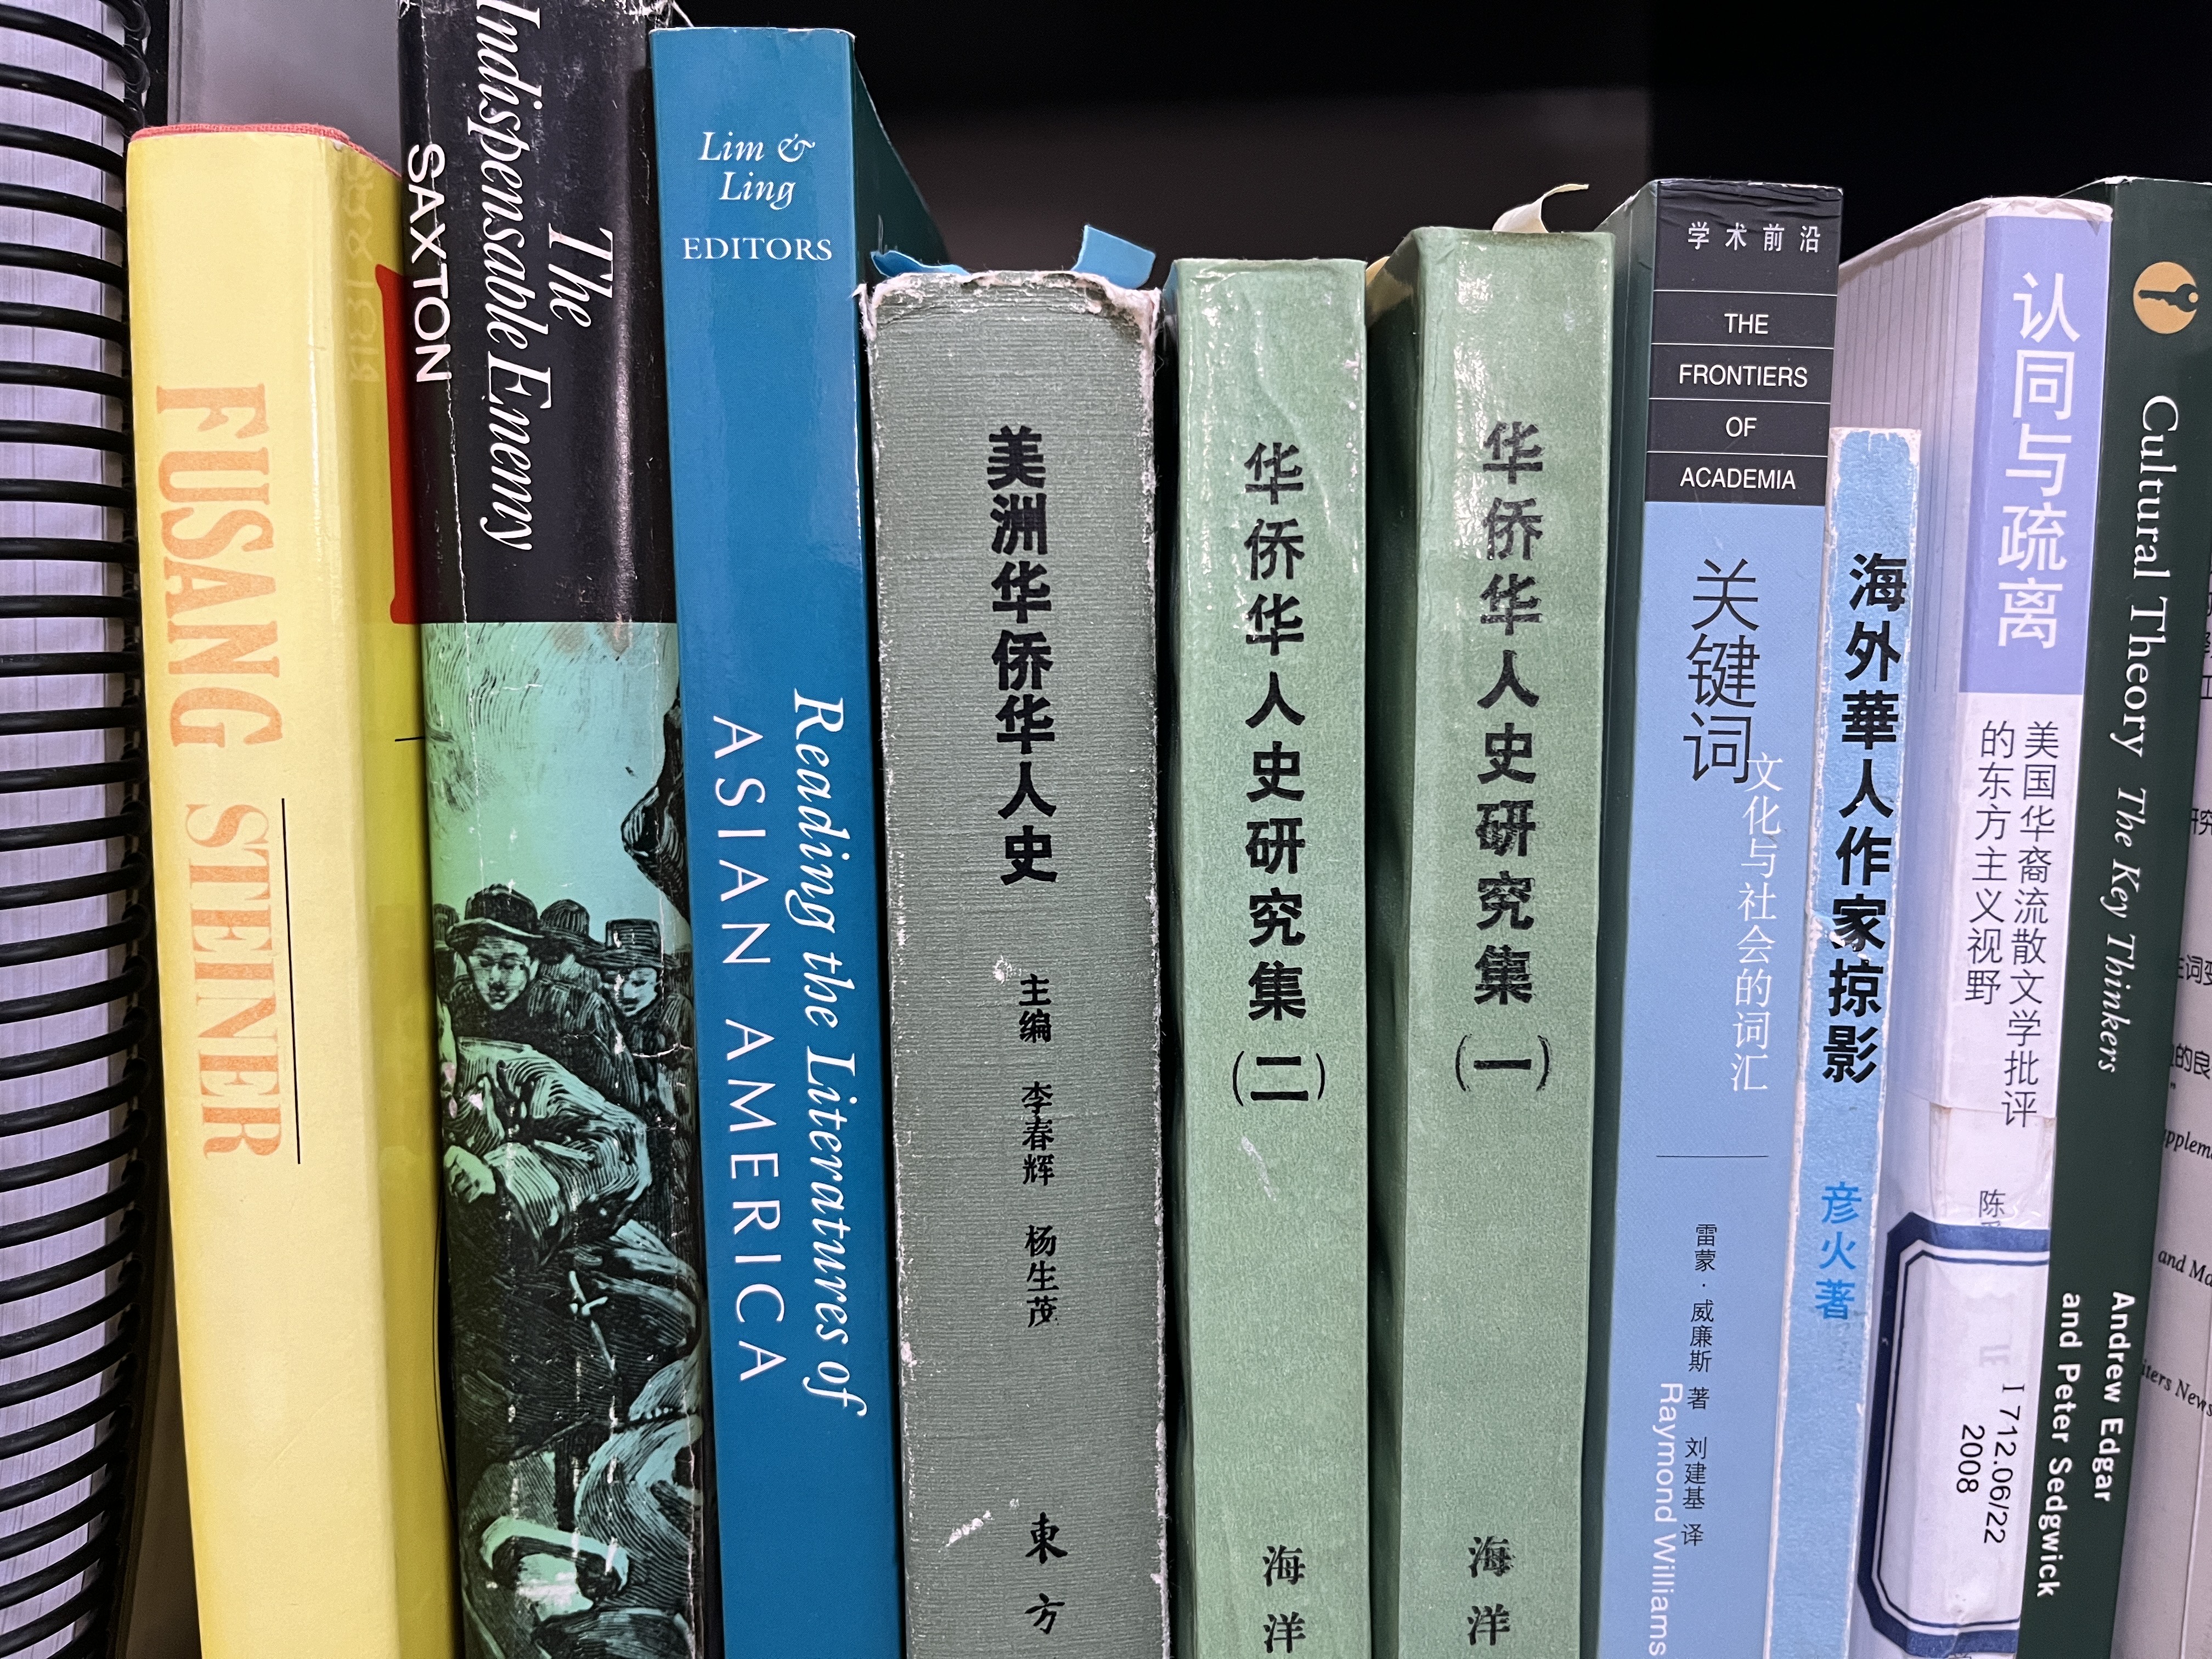 FUSANG STEINER
SAXTON
The
Indispensable Enemy
Lim &
Ling
EDITORS
Reading the Literatures of
ASIAN AMERICA
美洲华侨华人史
主编 李春辉 杨生茂
東方
华侨华人史研究集(二)
海洋
华侨华人史研究集(一)
海洋
学术前沿
THE
FRONTIERS
OF
ACADEMIA
关键词
文化与社会的词汇
雷蒙·威廉斯 著 刘建基 译
Raymond Williams
海外華人作家掠影
彦火著
认同与疏离
美国华裔流散文学批评
的东方主义视野
陈
I 712.06/22
2008
Cultural Theory The Key Thinkers
Andrew Edgar
and Peter Sedgwick
and